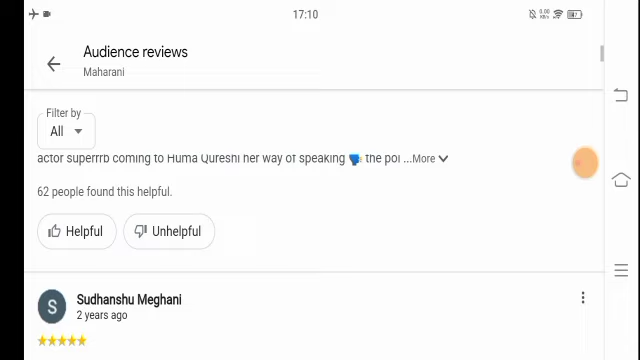 17:10
Audience reviews
Maharani
Filter by
All
actor superrrb coming to Huma Qureshi her way of speaking the poi ...More
62 people found this helpful.
Helpful
Unhelpful
S
Sudhanshu Meghani
2 years ago